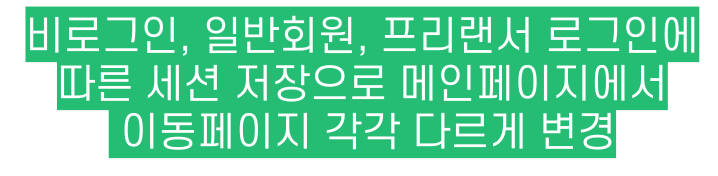 비로그인, 일반회원, 프리랜서 로그인에
따른 세션 저장으로 메인페이지에서
이동페이지 각각 다르게 변경